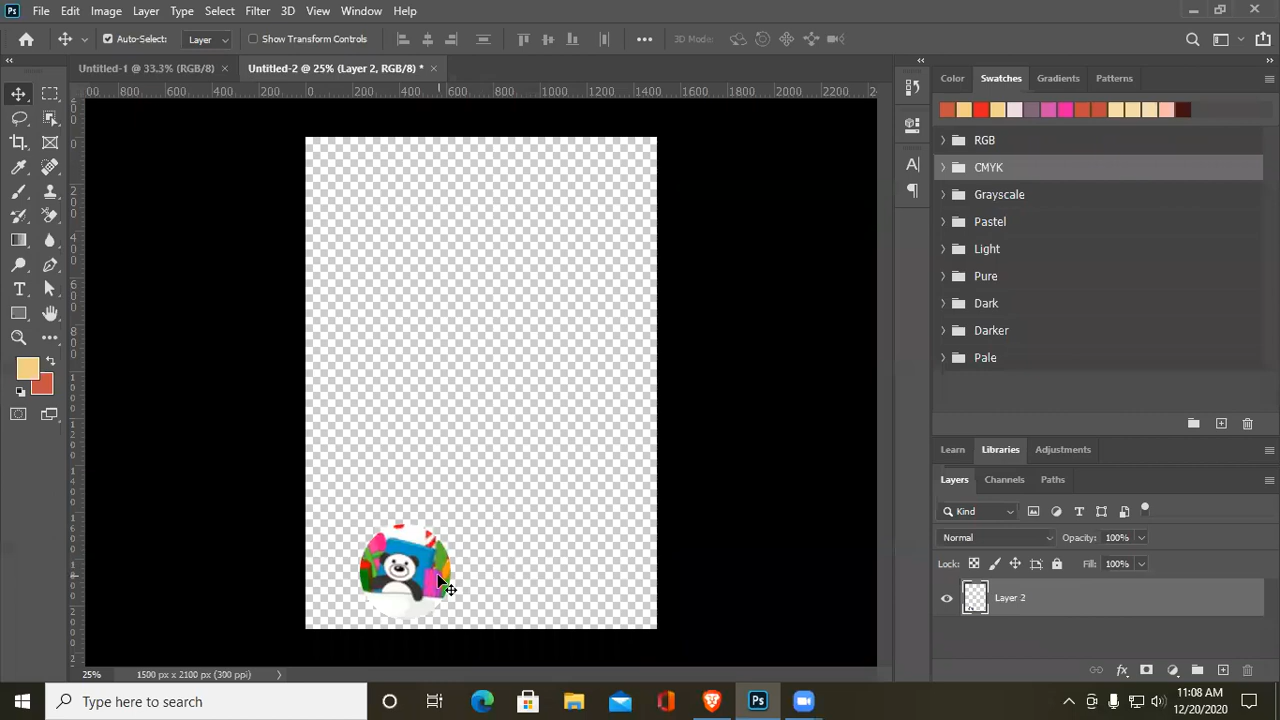 Ps File Edit Image Layer Type Select Filter 3D View Window Help
Auto-Select: Layer Show Transform Controls 3D Mode:
Untitled-1 @ 33.3% (RGB/8) × Untitled-2 @ 25% (Layer 2, RGB/8) * ×
00 800 600 400 200 0 200 400 600 800 1000 1200 1400 1600 1800 2000 2200
Color Swatches Gradients Patterns
RGB
CMYK
Grayscale
Pastel
Light
Pure
Dark
Darker
Pale
Learn Libraries Adjustments
Layers Channels Paths
Kind
Normal Opacity: 100%
Lock: Fill: 100%
Layer 2
25% 1500 px x 2100 px (300 ppi)
Type here to search
Ps
11:08 AM
12/20/2020